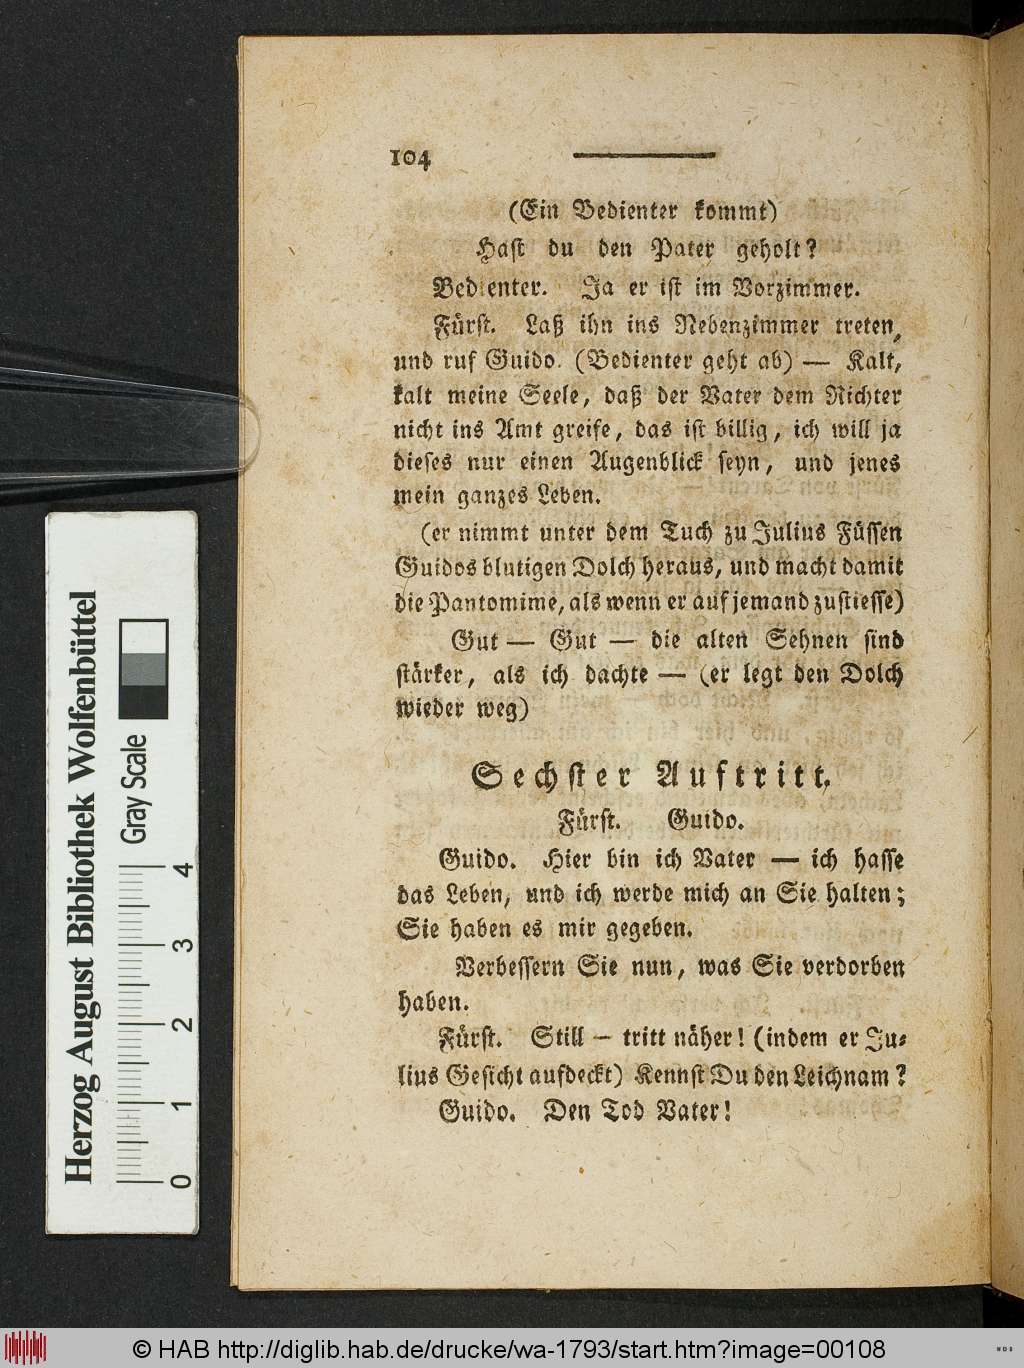 104
(Ein Bedienter kommt)
Hast du den Pater geholt?
Bedienter. Ja er ist im Vorzimmer.
Fürst. Laß ihn ins Nebenzimmer treten,
und ruf Guido. (Bedienter geht ab) — Kalt,
kalt meine Seele, daß der Vater dem Richter
nicht ins Amt greife, das ist billig, ich will ja
dieses nur einen Augenblick seyn, und jenes
mein ganzes Leben.
(er nimmt unter dem Tuch zu Julius Füssen
Guidos blutigen Dolch heraus, und macht damit
die Pantomime, als wenn er auf jemand zustiesse)
Gut — Gut — die alten Sehnen sind
stärker, als ich dachte — (er legt den Dolch
wieder weg)
Sechster Auftritt.
Fürst. Guido.
Guido. Hier bin ich Vater — ich hasse
das Leben, und ich werde mich an Sie halten;
Sie haben es mir gegeben.
Verbessern Sie nun, was Sie verdorben
haben.
Fürst. Still — tritt näher! (indem er Ju-
lius Gesicht aufdeckt) Kennst Du den Leichnam?
Guido. Den Tod Vater!
Herzog August Bibliothek Wolfenbüttel
Gray Scale
0 1 2 3 4
© HAB http://diglib.hab.de/drucke/wa-1793/start.htm?image=00108